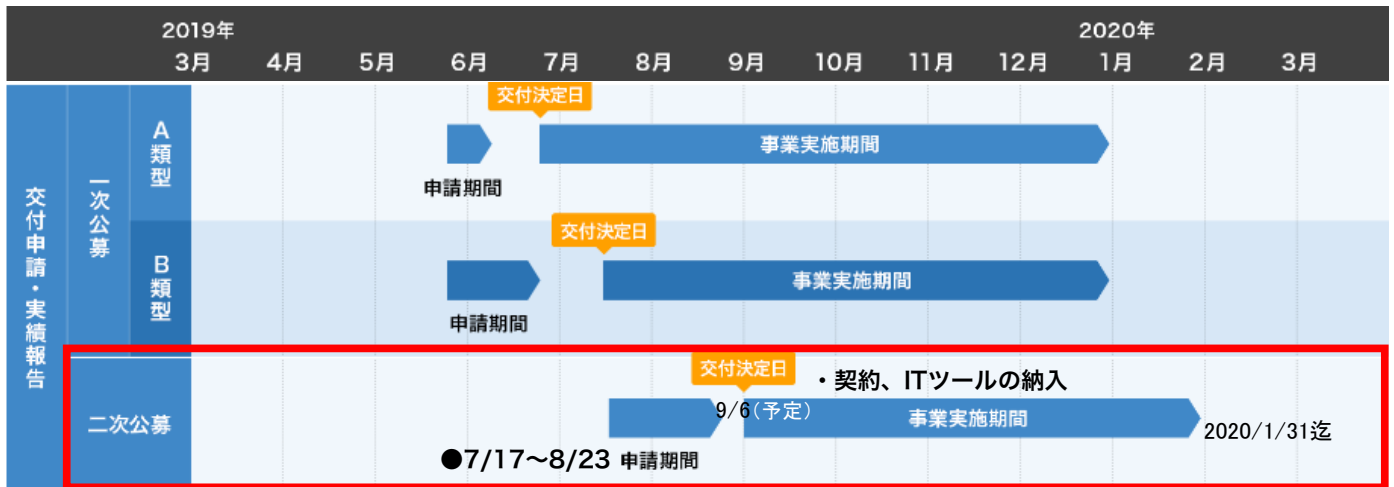 2019年
2020年
3月 4月 5月 6月 7月 8月 9月 10月 11月 12月 1月 2月 3月
交付申請・実績報告
一次公募
A類型
交付決定日
事業実施期間
申請期間
B類型
交付決定日
事業実施期間
申請期間
二次公募
交付決定日
・契約、ITツールの納入
9/6(予定)
事業実施期間
2020/1/31迄
●7/17～8/23 申請期間